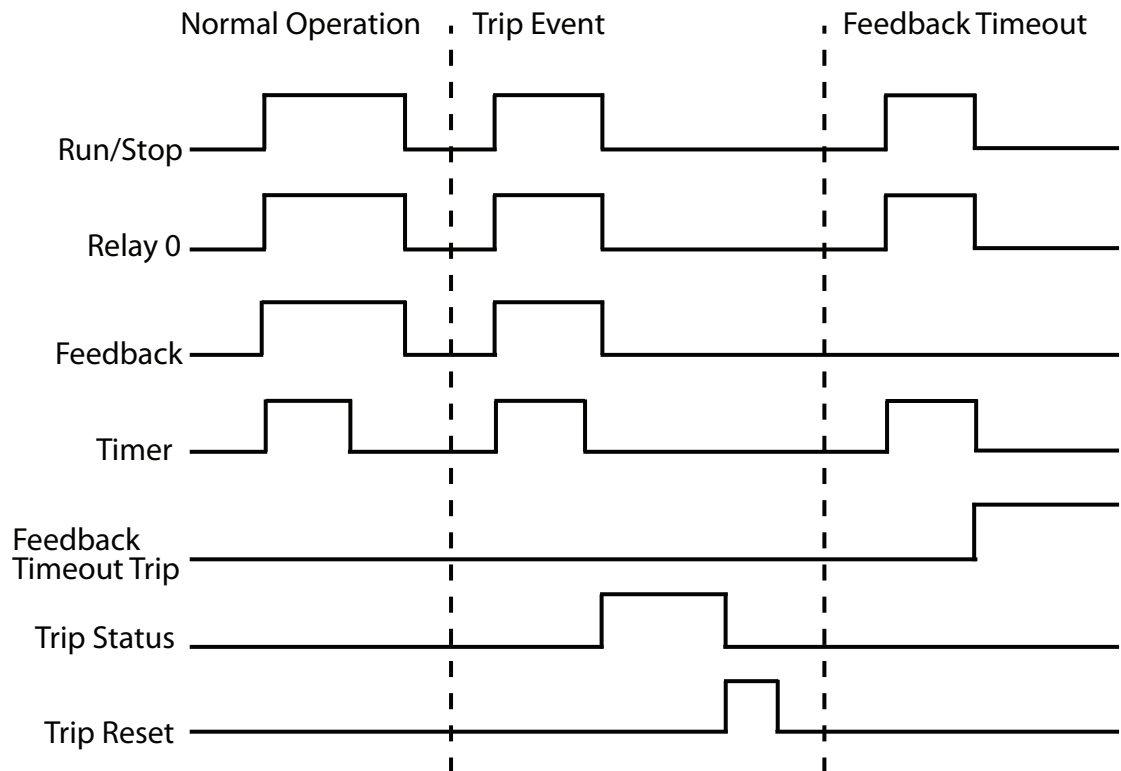 Normal Operation
Trip Event
Feedback Timeout
Run/Stop
Relay 0
Feedback
Timer
Feedback
Timeout Trip
Trip Status
Trip Reset